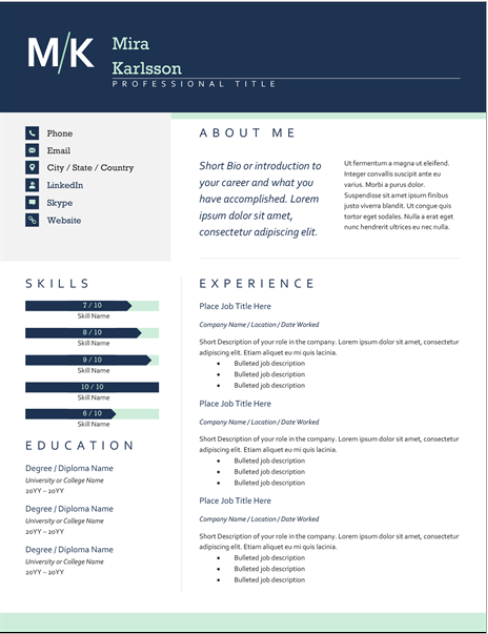 M/K
Mira
Karlsson
PROFESSIONAL TITLE
Phone
Email
City / State / Country
LinkedIn
Skype
Website
ABOUT ME
Short Bio or introduction to
your career and what you
have accomplished. Lorem
ipsum dolor sit amet,
consectetur adipiscing elit.
Ut fermentum a magna ut eleifend.
Integer convallis suscipit ante eu
varius. Morbi a purus dolor.
Suspendisse sit amet ipsum finibus
justo viverra blandit. Ut congue quis
tortor eget sodales. Nulla a erat eget
nunc hendrerit ultrices eu nec nulla.
SKILLS
7 / 10
Skill Name
8 / 10
Skill Name
9 / 10
Skill Name
10 / 10
Skill Name
6 / 10
Skill Name
EDUCATION
Degree / Diploma Name
University or College Name
20YY – 20YY
Degree / Diploma Name
University or College Name
20YY – 20YY
Degree / Diploma Name
University or College Name
20YY – 20YY
EXPERIENCE
Place Job Title Here
Company Name / Location / Date Worked
Short Description of your role in the company. Lorem ipsum dolor sit amet, consectetur
adipiscing elit. Etiam aliquet eu mi quis lacinia.
• Bulleted job description
• Bulleted job description
• Bulleted job description
Place Job Title Here
Company Name / Location / Date Worked
Short Description of your role in the company. Lorem ipsum dolor sit amet, consectetur
adipiscing elit. Etiam aliquet eu mi quis lacinia.
• Bulleted job description
• Bulleted job description
• Bulleted job description
Place Job Title Here
Company Name / Location / Date Worked
Short Description of your role in the company. Lorem ipsum dolor sit amet, consectetur
adipiscing elit. Etiam aliquet eu mi quis lacinia.
• Bulleted job description
• Bulleted job description
• Bulleted job description